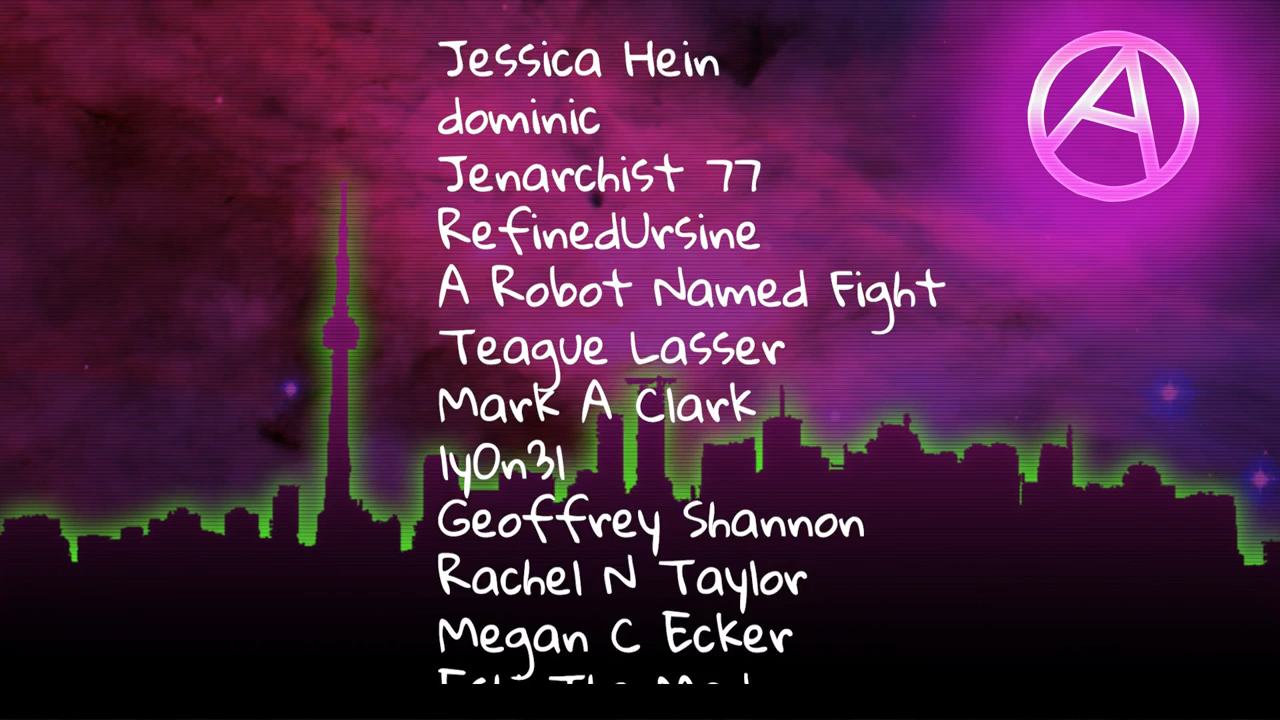 Jessica Hein
dominic
Jenarchist 77
RefinedUrsine
A Robot Named Fight
Teague Lasser
Mark A Clark
ly0n3l
Geoffrey Shannon
Rachel N Taylor
Megan C Ecker